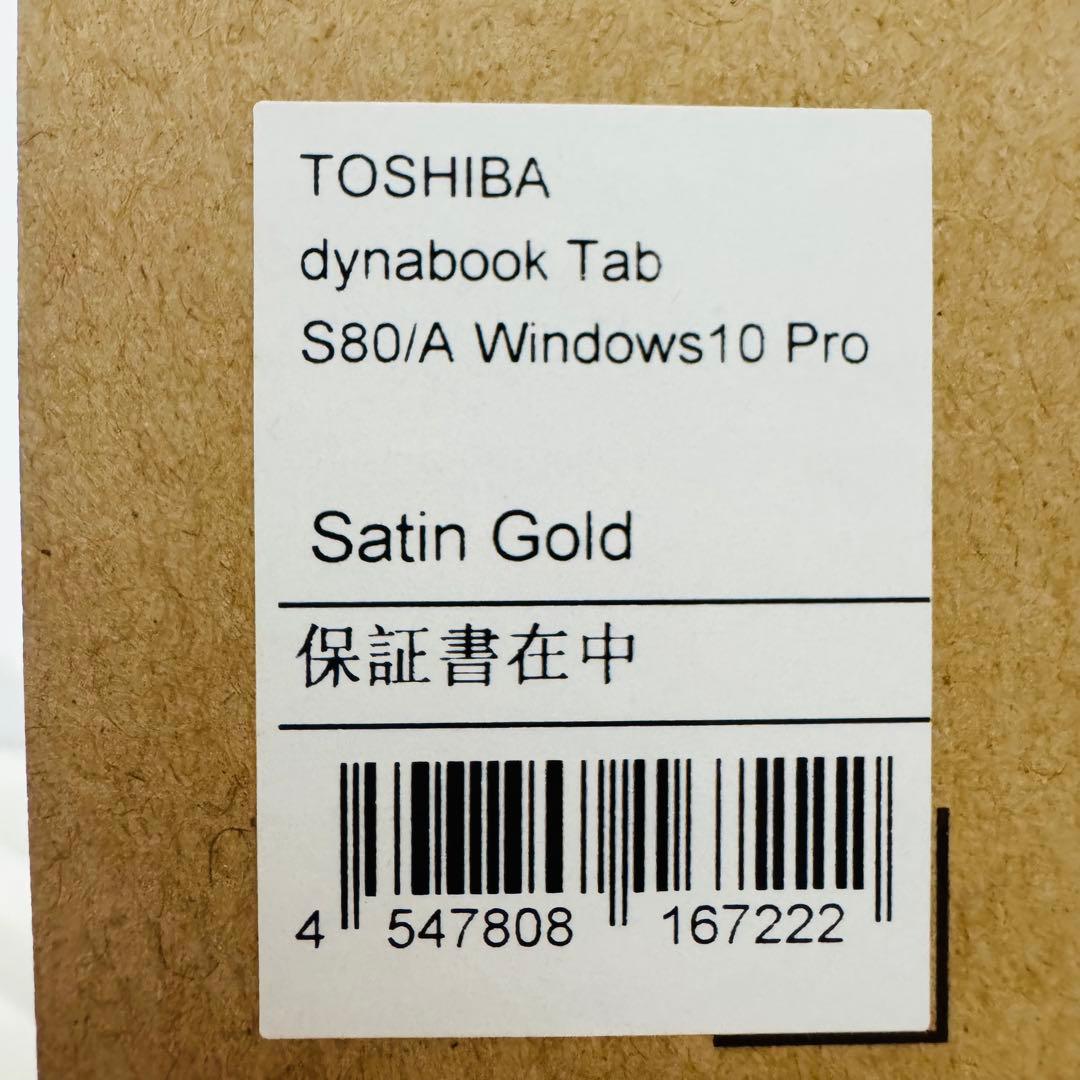 TOSHIBA
dynabook Tab
S80/A Windows10 Pro
Satin Gold
保証書在中
4 547808 167222